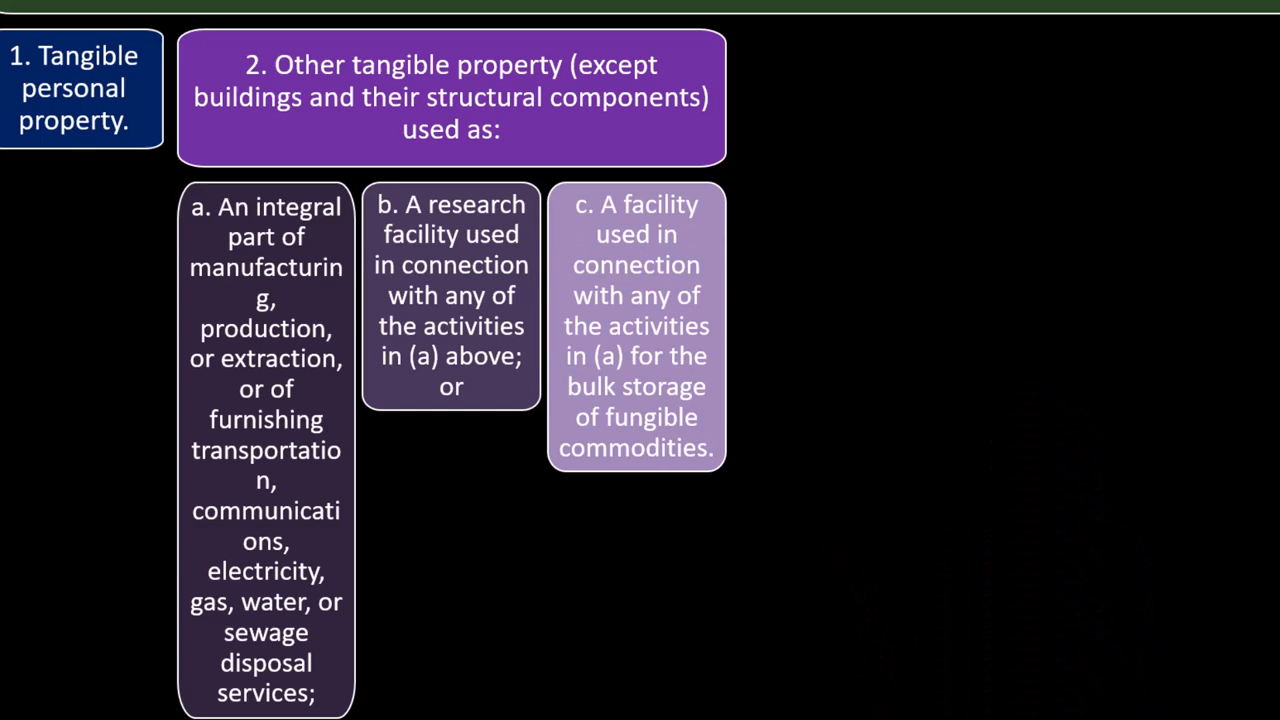 1. Tangible
personal
property.
2. Other tangible property (except
buildings and their structural components)
used as:
a. An integral
part of
manufacturin
g,
production,
or extraction,
or of
furnishing
transportatio
n,
communicati
ons,
electricity,
gas, water, or
sewage
disposal
services;
b. A research
facility used
in connection
with any of
the activities
in (a) above;
or
c. A facility
used in
connection
with any of
the activities
in (a) for the
bulk storage
of fungible
commodities.